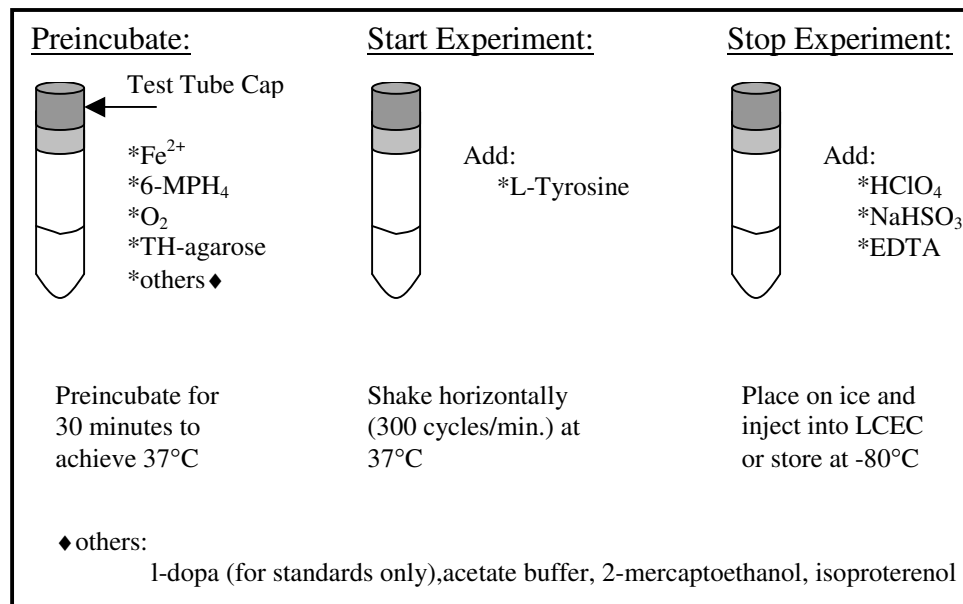 Preincubate:
Start Experiment:
Stop Experiment:
Test Tube Cap
*Fe²⁺
*6-MPH₄
*O₂
*TH-agarose
*others♦
Add:
*L-Tyrosine
Add:
*HClO₄
*NaHSO₃
*EDTA
Preincubate for
30 minutes to
achieve 37°C
Shake horizontally
(300 cycles/min.) at
37°C
Place on ice and
inject into LCEC
or store at -80°C
♦others:
l-dopa (for standards only),acetate buffer, 2-mercaptoethanol, isoproterenol